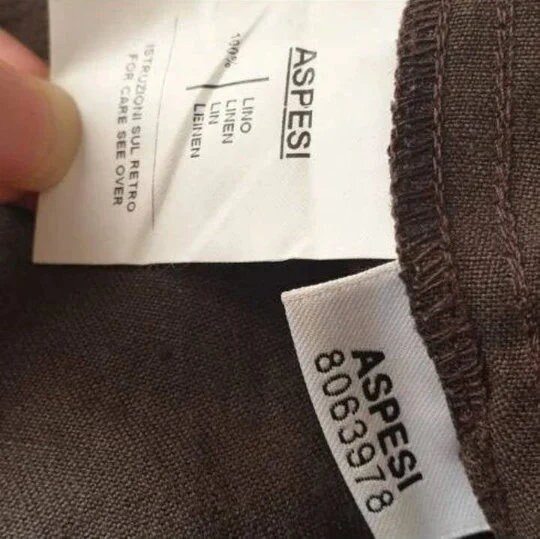 ASPESI
100%
LINO
LINEN
LIN
LEINEN
ISTRUZIONI SUL RETRO
FOR CARE SEE OVER
ASPESI
8063978